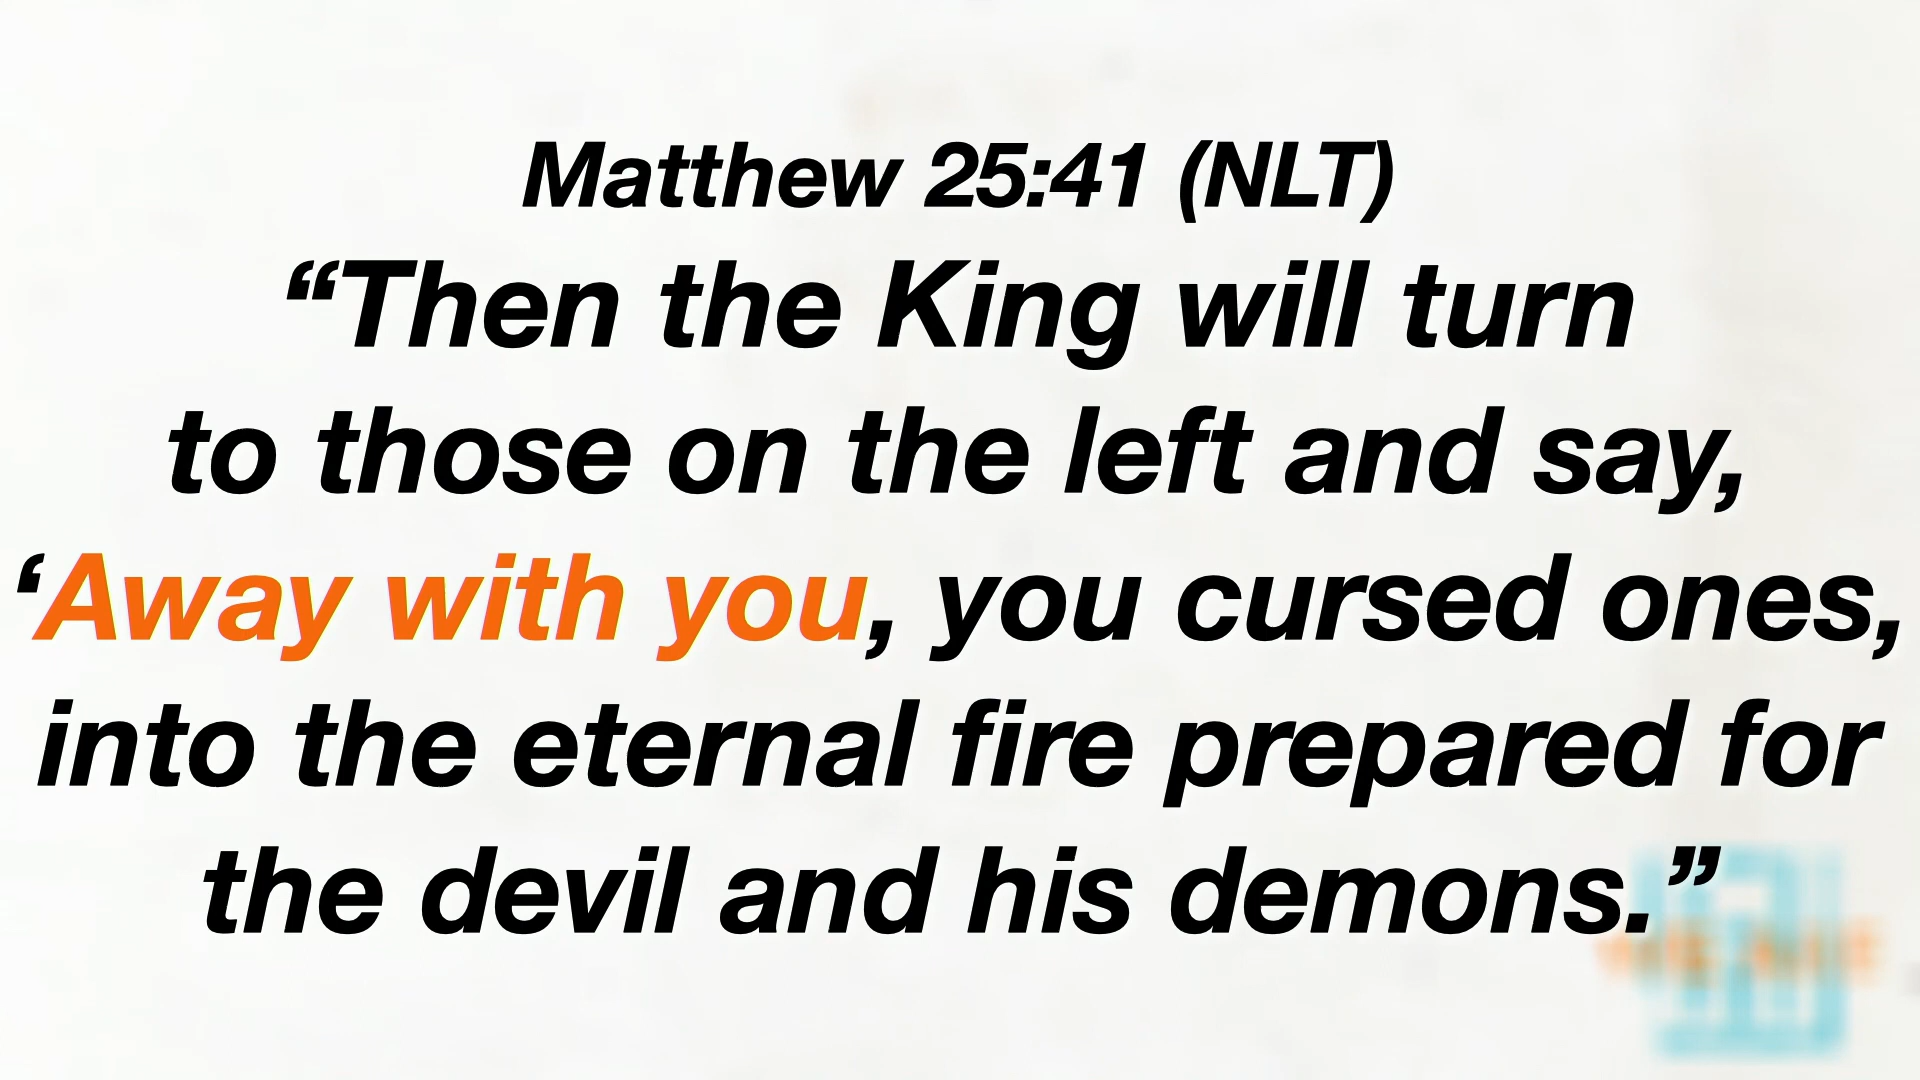 Matthew 25:41 (NLT)
“Then the King will turn
to those on the left and say,
‘Away with you, you cursed ones,
into the eternal fire prepared for
the devil and his demons.”